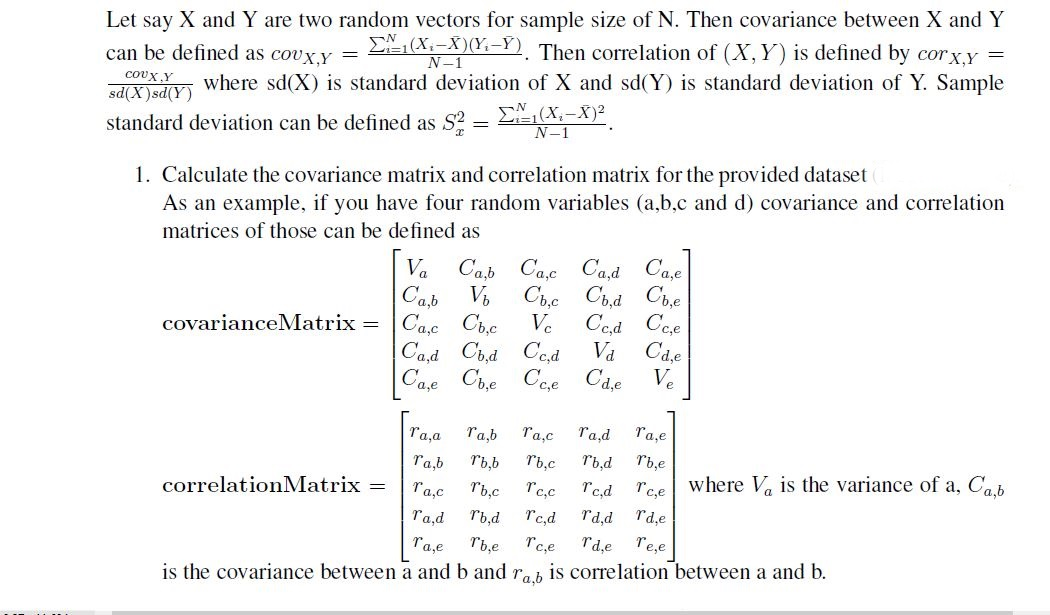 Let say X and Y are two random vectors for sample size of N. Then covariance between X and Y
can be defined as cov_{X,Y} = \frac{\sum_{i=1}^{N}(X_i-\bar{X})(Y_i-\bar{Y})}{N-1}. Then correlation of (X, Y) is defined by cor_{X,Y} =
\frac{cov_{X,Y}}{sd(X)sd(Y)} where sd(X) is standard deviation of X and sd(Y) is standard deviation of Y. Sample
standard deviation can be defined as S_x^2 = \frac{\sum_{i=1}^{N}(X_i-\bar{X})^2}{N-1}.
1. Calculate the covariance matrix and correlation matrix for the provided dataset (
As an example, if you have four random variables (a,b,c and d) covariance and correlation
matrices of those can be defined as
V_a C_{a,b} C_{a,c} C_{a,d} C_{a,e}
C_{a,b} V_b C_{b,c} C_{b,d} C_{b,e}
covarianceMatrix = C_{a,c} C_{b,c} V_c C_{c,d} C_{c,e}
C_{a,d} C_{b,d} C_{c,d} V_d C_{d,e}
C_{a,e} C_{b,e} C_{c,e} C_{d,e} V_e
r_{a,a} r_{a,b} r_{a,c} r_{a,d} r_{a,e}
r_{a,b} r_{b,b} r_{b,c} r_{b,d} r_{b,e}
correlationMatrix = r_{a,c} r_{b,c} r_{c,c} r_{c,d} r_{c,e} where V_a is the variance of a, C_{a,b}
r_{a,d} r_{b,d} r_{c,d} r_{d,d} r_{d,e}
r_{a,e} r_{b,e} r_{c,e} r_{d,e} r_{e,e}
is the covariance between a and b and r_{a,b} is correlation between a and b.